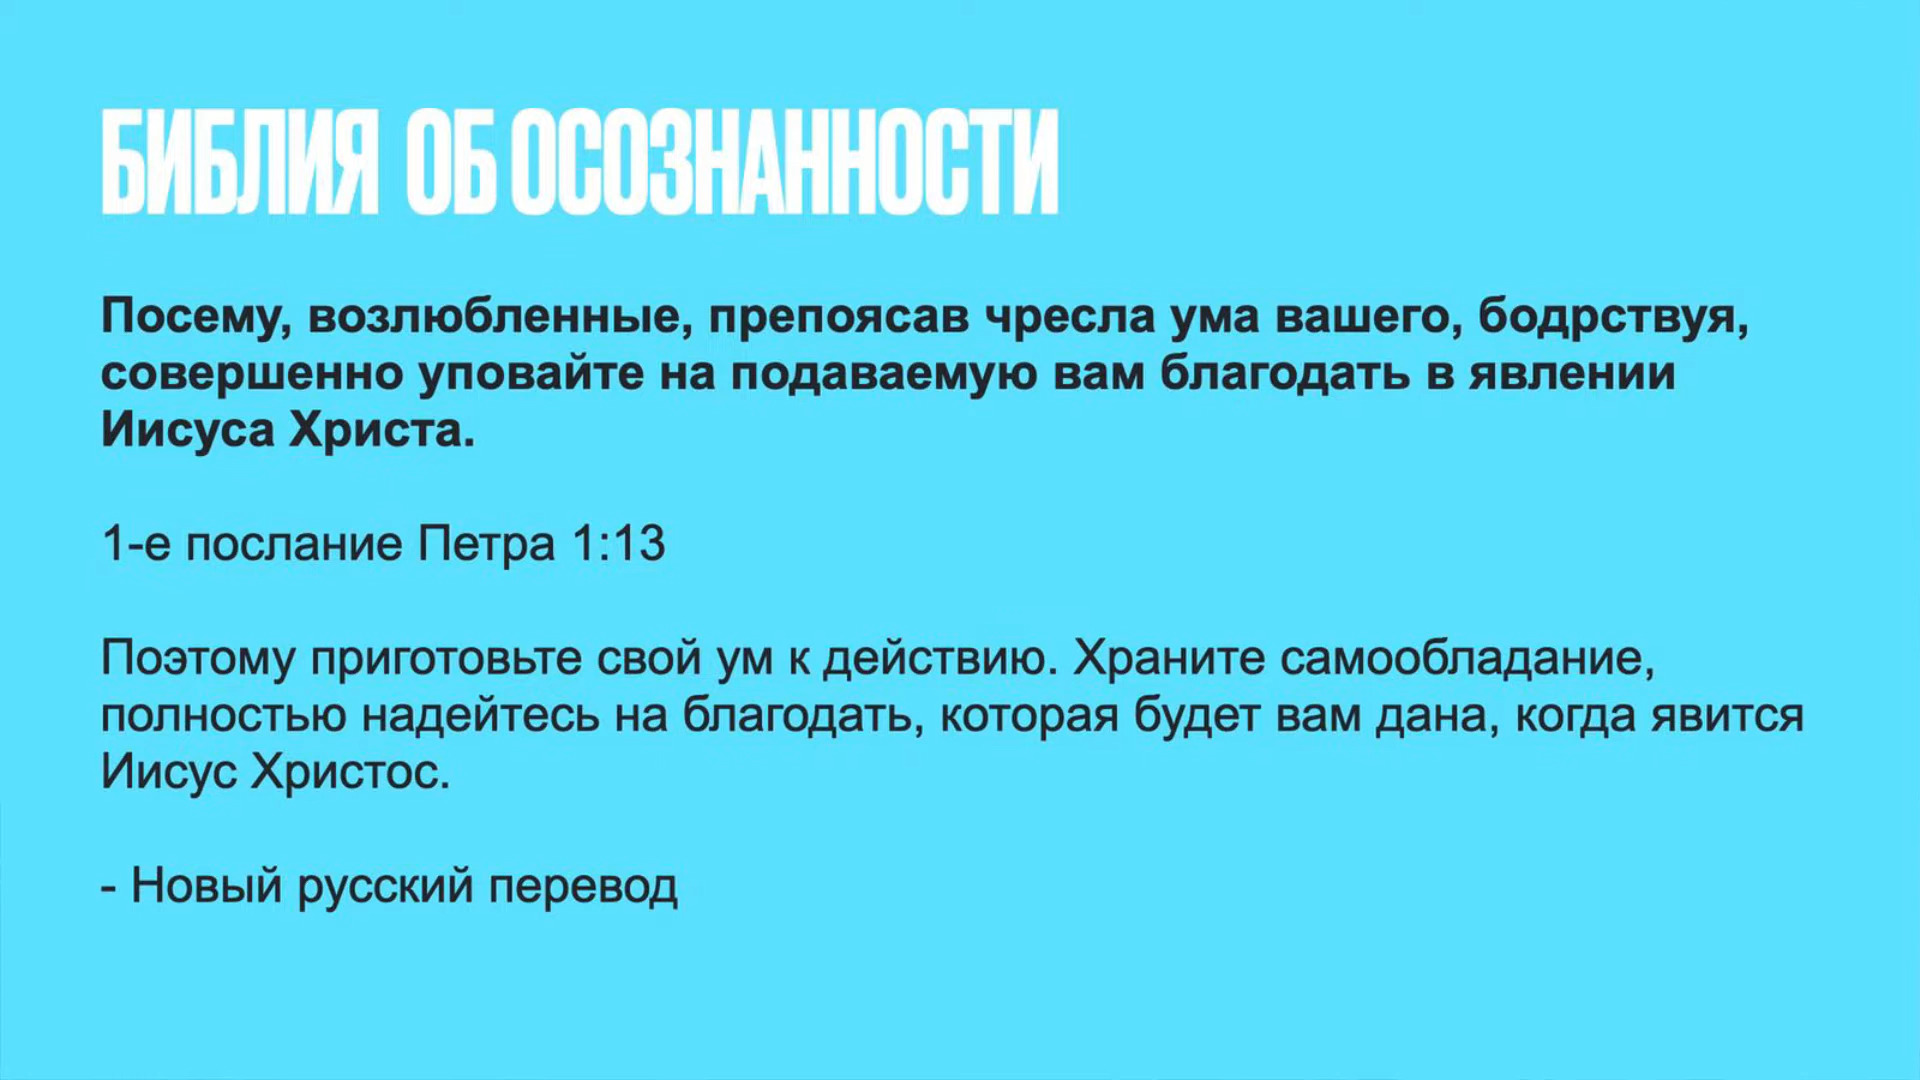 БИБЛИЯ ОБ ОСОЗНАННОСТИ
Посему, возлюбленные, препоясав чресла ума вашего, бодрствуя,
совершенно уповайте на подаваемую вам благодать в явлении
Иисуса Христа.
1-е послание Петра 1:13
Поэтому приготовьте свой ум к действию. Храните самообладание,
полностью надейтесь на благодать, которая будет вам дана, когда явится
Иисус Христос.
- Новый русский перевод